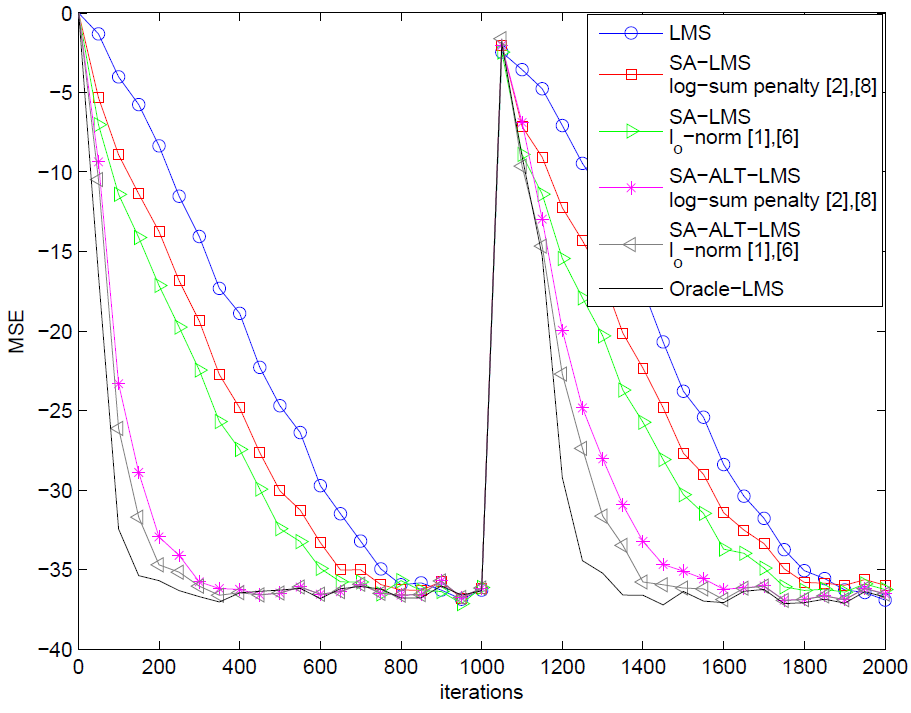 0
−5
−10
−15
−20
−25
−30
−35
−40
MSE
0 200 400 600 800 1000 1200 1400 1600 1800 2000
iterations
LMS
SA−LMS
log−sum penalty [2],[8]
SA−LMS
lo−norm [1],[6]
SA−ALT−LMS
log−sum penalty [2],[8]
SA−ALT−LMS
lo−norm [1],[6]
Oracle−LMS